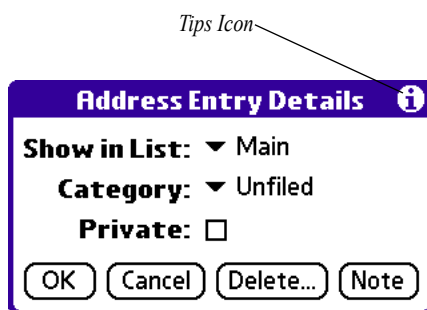 Tips Icon
Address Entry Details i
Show in List: Main
Category: Unfiled
Private:
OK Cancel Delete... Note